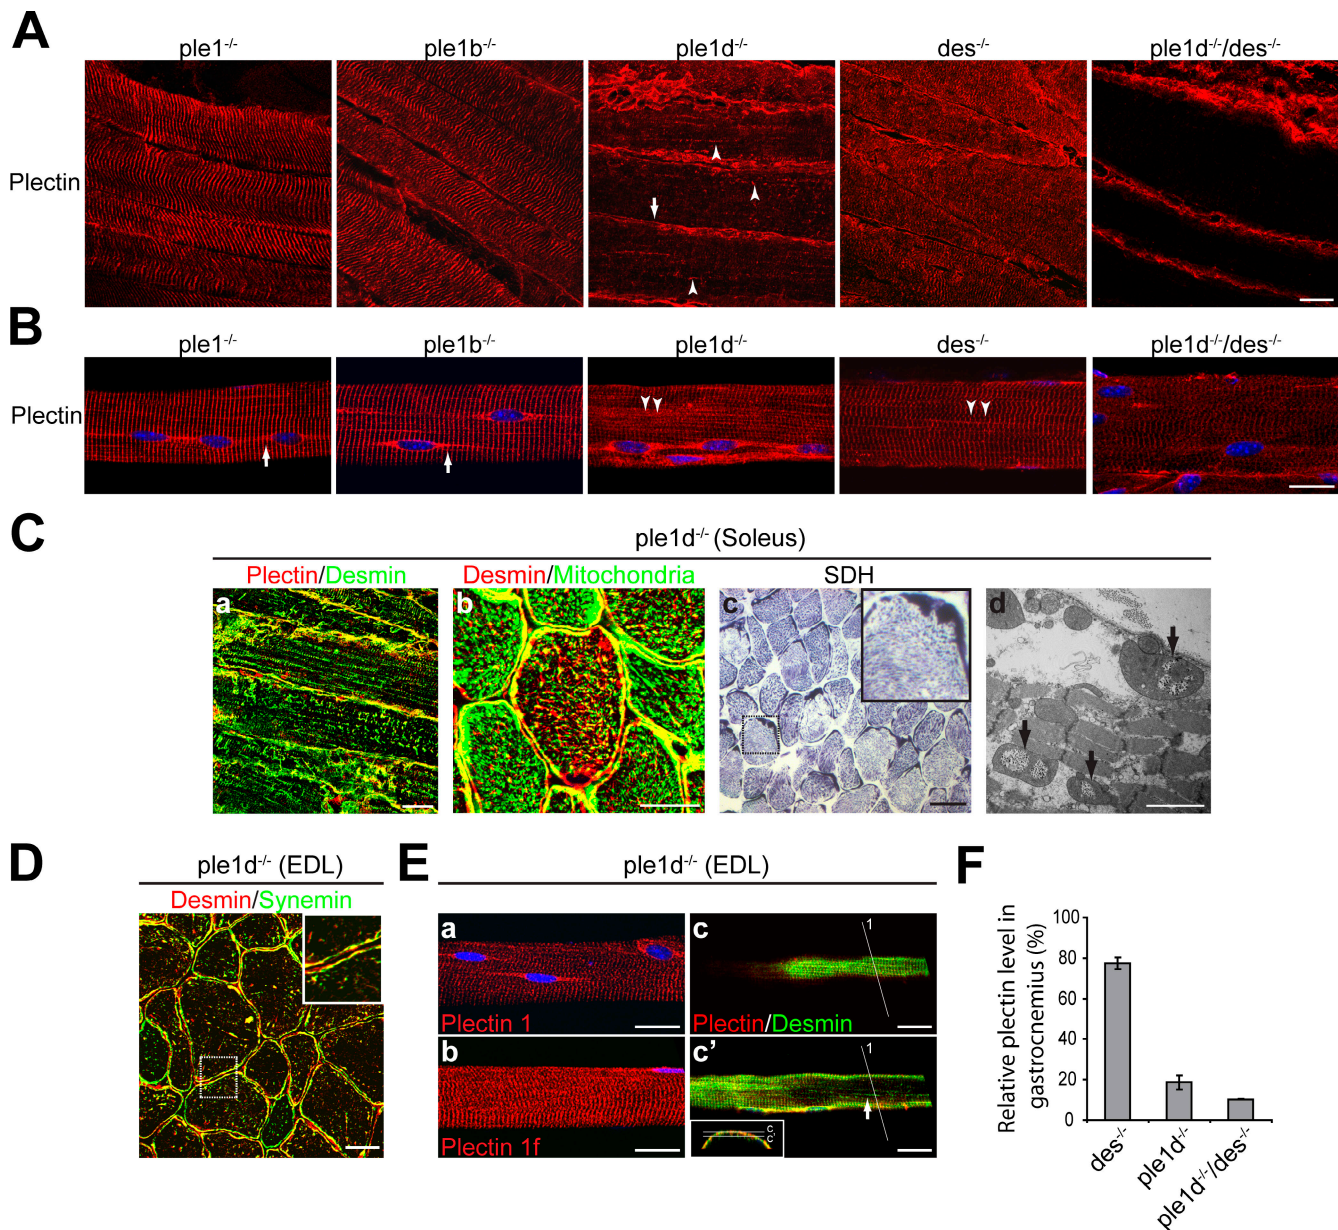 A
ple1-/- ple1b-/- ple1d-/- des-/- ple1d-/-/des-/-
Plectin
B
ple1-/- ple1b-/- ple1d-/- des-/- ple1d-/-/des-/-
Plectin
C
ple1d-/- (Soleus)
Plectin/Desmin Desmin/Mitochondria SDH
a b c d
D
ple1d-/- (EDL)
Desmin/Synemin
E
ple1d-/- (EDL)
a
Plectin 1
b
Plectin 1f
c 1
Plectin/Desmin
c' 1
c
c'
F
Relative plectin level in
gastrocnemius (%)
100
80
60
40
20
0
des-/- ple1d-/- ple1d-/-/des-/-